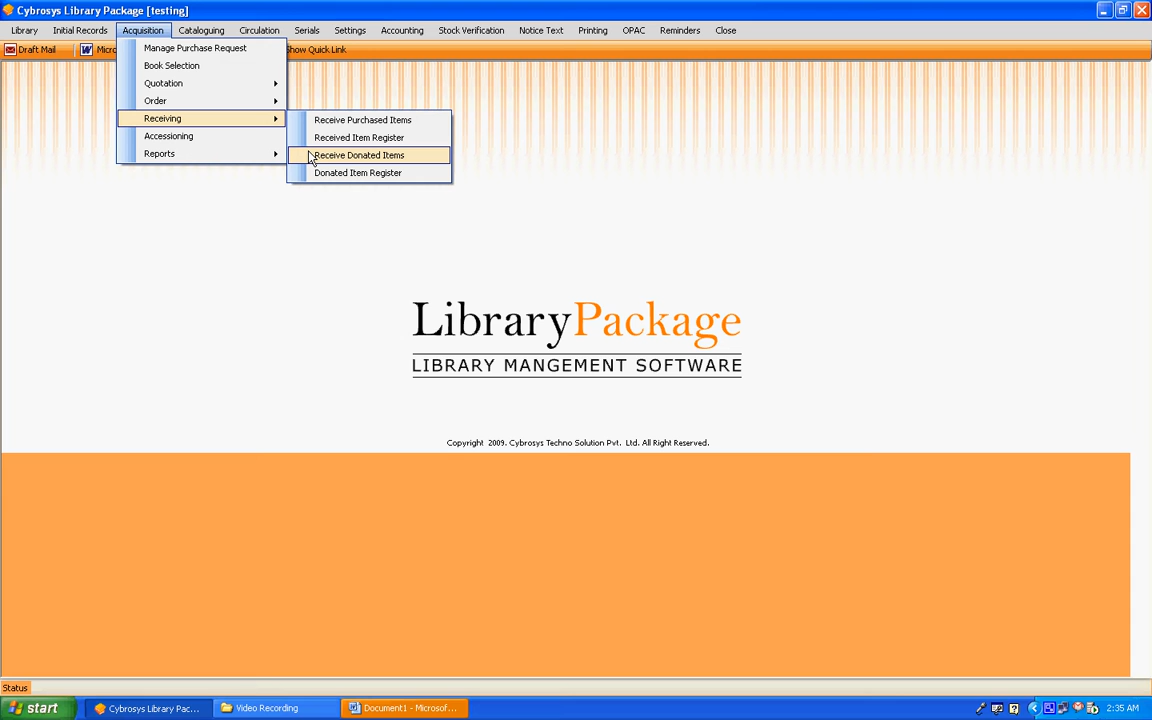 Cybrosys Library Package [testing]
Library Initial Records Acquisition Cataloguing Circulation Serials Settings Accounting Stock Verification Notice Text Printing OPAC Reminders Close
Draft Mail Show Quick Link
Manage Purchase Request
Book Selection
Quotation
Order
Receiving
Accessioning
Reports
Receive Purchased Items
Received Item Register
Receive Donated Items
Donated Item Register
LibraryPackage
LIBRARY MANGEMENT SOFTWARE
Copyright 2009. Cybrosys Techno Solution Pvt. Ltd. All Right Reserved.
Status
start Cybrosys Library Pac... Video Recording Document1 - Microsof... 2:35 AM